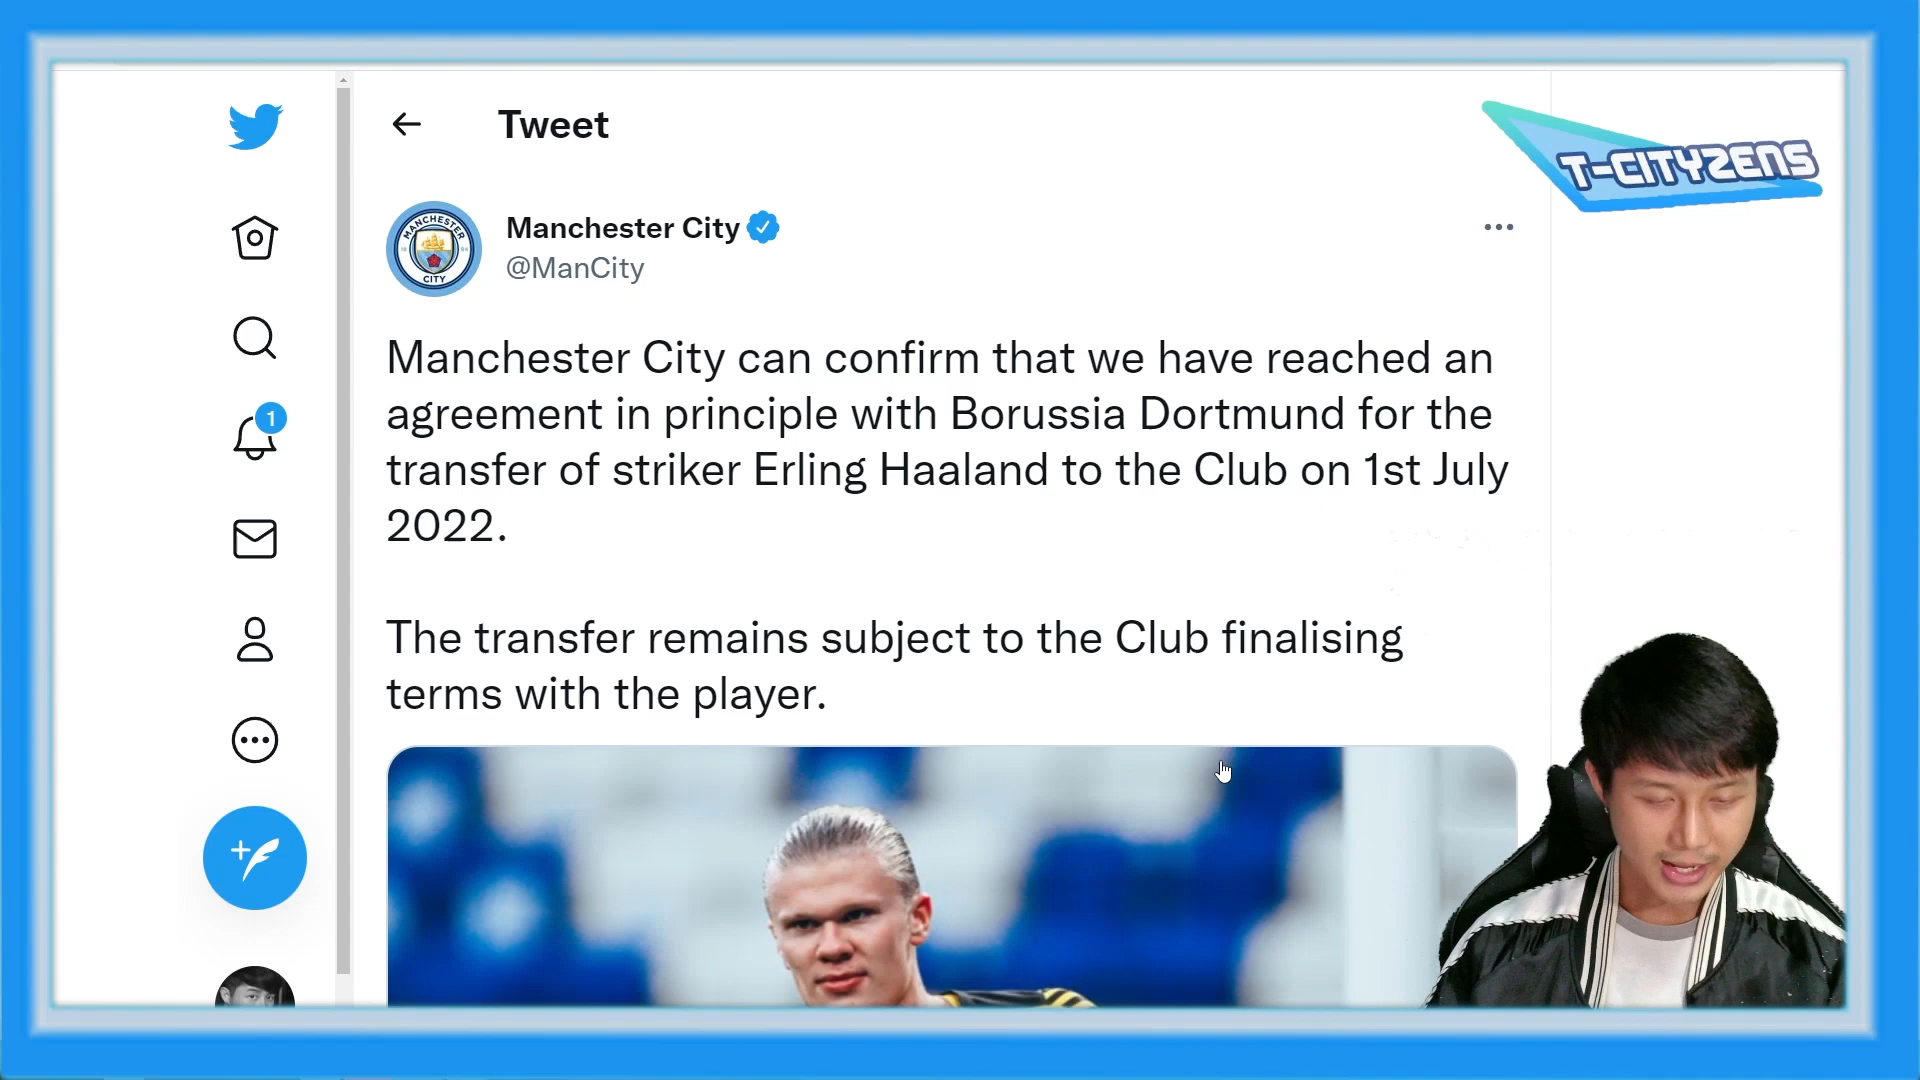 Tweet
T-CITYZENS
Manchester City
@ManCity
MANCHESTER
CITY
1
Manchester City can confirm that we have reached an
agreement in principle with Borussia Dortmund for the
transfer of striker Erling Haaland to the Club on 1st July
2022.
The transfer remains subject to the Club finalising
terms with the player.